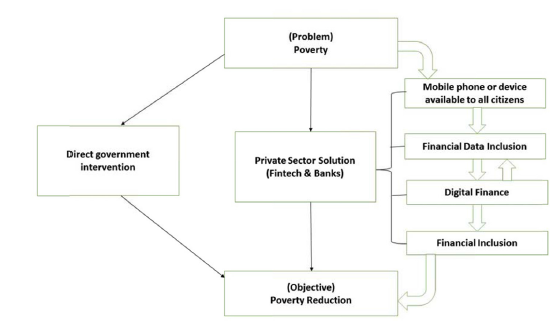 (Problem)
Poverty
Mobile phone or device
available to all citizens
Direct government
intervention
Private Sector Solution
(Fintech & Banks)
Financial Data Inclusion
Digital Finance
Financial Inclusion
(Objective)
Poverty Reduction